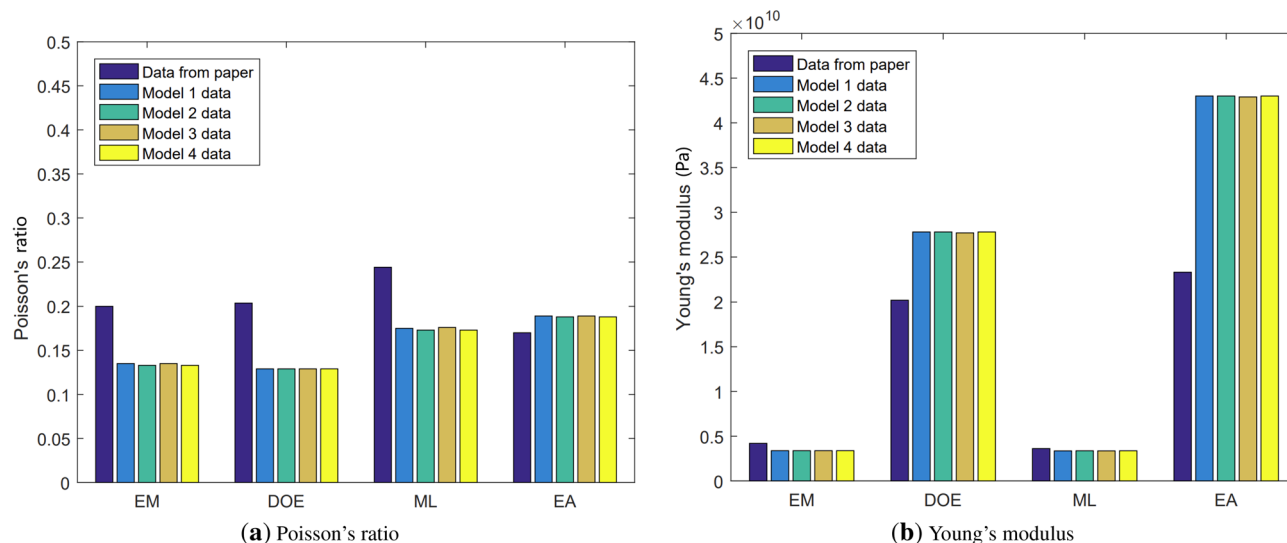 0.5
0.45
0.4
0.35
0.3
0.25
0.2
0.15
0.1
0.05
0
Poisson's ratio
Data from paper
Model 1 data
Model 2 data
Model 3 data
Model 4 data
EM DOE ML EA
(a) Poisson's ratio
×10¹⁰
5
4.5
4
3.5
3
2.5
2
1.5
1
0.5
0
Young's modulus (Pa)
Data from paper
Model 1 data
Model 2 data
Model 3 data
Model 4 data
EM DOE ML EA
(b) Young's modulus